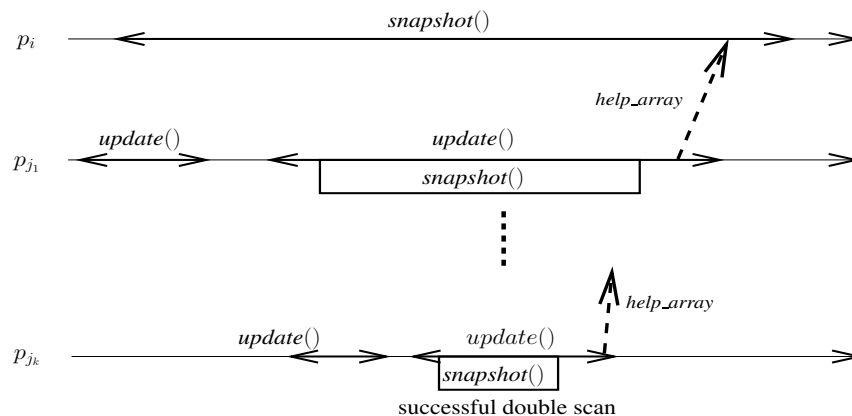 snapshot()
p_i
help_array
update() update()
p_{j_1}
snapshot()
help_array
update() update()
p_{j_k}
snapshot()
successful double scan